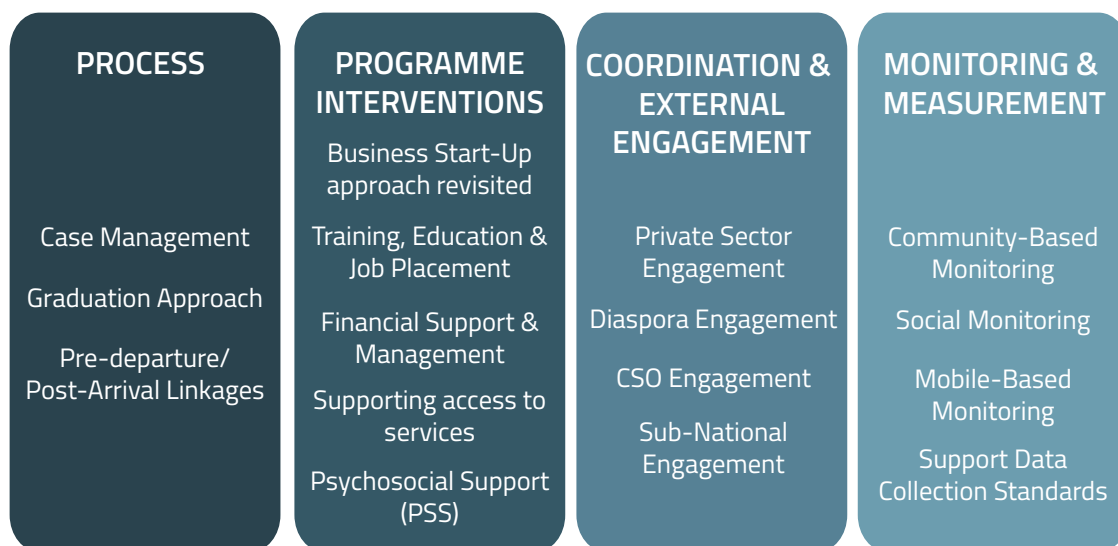 PROCESS
Case Management
Graduation Approach
Pre-departure/
Post-Arrival Linkages
PROGRAMME
INTERVENTIONS
Business Start-Up
approach revisited
Training, Education &
Job Placement
Financial Support &
Management
Supporting access to
services
Psychosocial Support
(PSS)
COORDINATION &
EXTERNAL
ENGAGEMENT
Private Sector
Engagement
Diaspora Engagement
CSO Engagement
Sub-National
Engagement
MONITORING &
MEASUREMENT
Community-Based
Monitoring
Social Monitoring
Mobile-Based
Monitoring
Support Data
Collection Standards